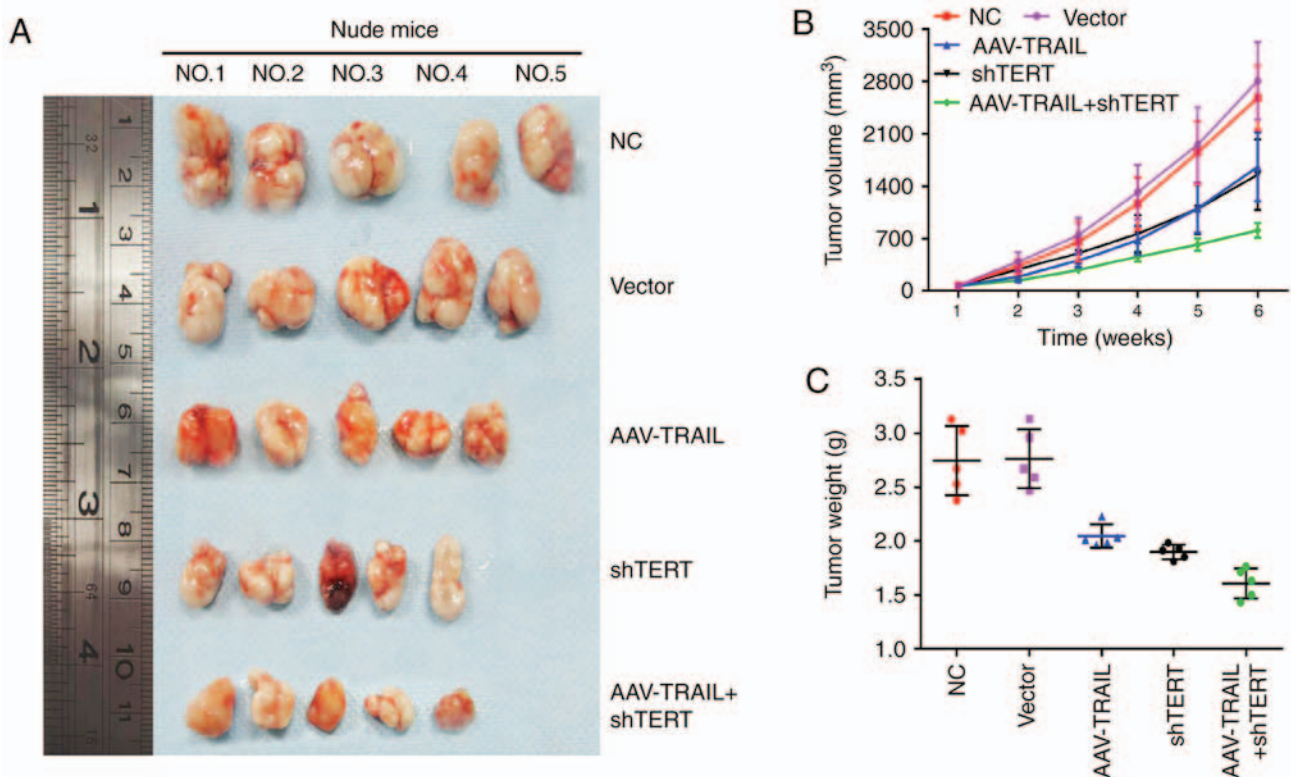 A
Nude mice
NO.1 NO.2 NO.3 NO.4 NO.5
NC
Vector
AAV-TRAIL
shTERT
AAV-TRAIL+
shTERT
32
64
1
2
3
4
1
2
3
4
5
6
7
8
9
10
11
B
NC Vector
AAV-TRAIL
shTERT
AAV-TRAIL+shTERT
Tumor volume (mm³)
3500
2800
2100
1400
700
0
1 2 3 4 5 6
Time (weeks)
C
Tumor weight (g)
3.5
3.0
2.5
2.0
1.5
1.0
NC
Vector
AAV-TRAIL
shTERT
AAV-TRAIL
+shTERT